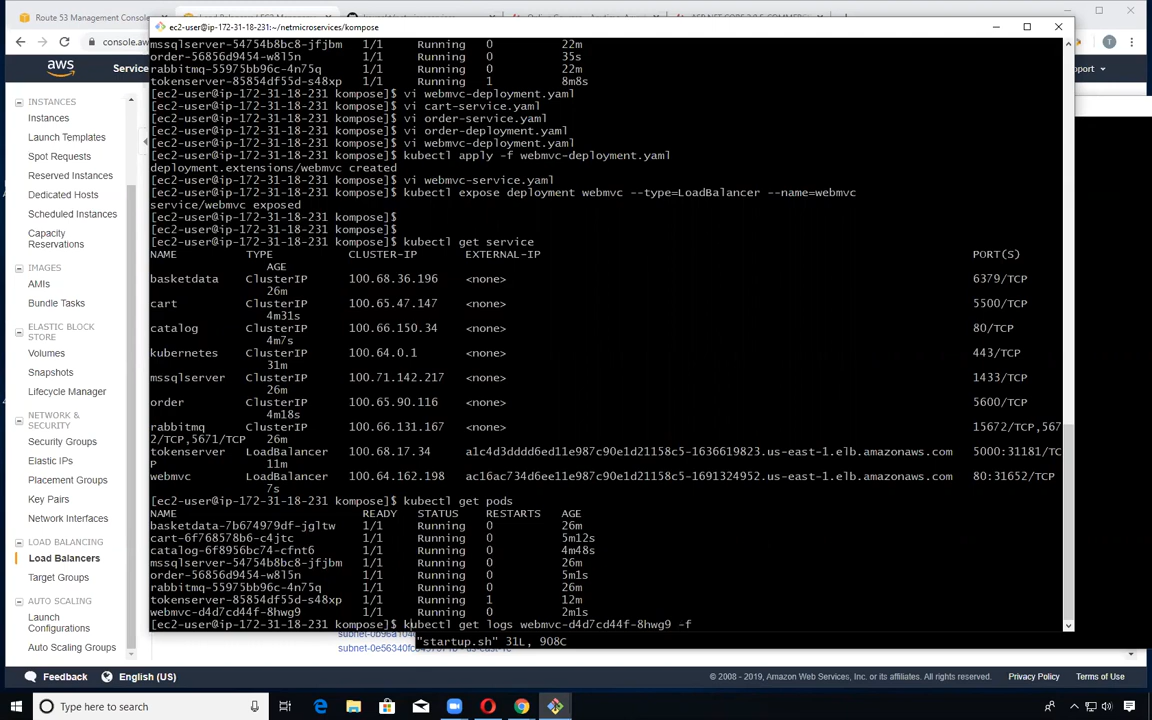 Route 53 Management Console
ec2-user@ip-172-31-18-231:~/netmicroservices/kompose
console.aw
aws
Service
pport
T
INSTANCES
Instances
Launch Templates
Spot Requests
Reserved Instances
Dedicated Hosts
Scheduled Instances
Capacity
Reservations
IMAGES
AMIs
Bundle Tasks
ELASTIC BLOCK
STORE
Volumes
Snapshots
Lifecycle Manager
NETWORK &
SECURITY
Security Groups
Elastic IPs
Placement Groups
Key Pairs
Network Interfaces
LOAD BALANCING
Load Balancers
Target Groups
AUTO SCALING
Launch
Configurations
Auto Scaling Groups
mssqlserver-54754b8bc8-jfjbm 1/1 Running 0 22m
order-56856d9454-w8l5n 1/1 Running 0 35s
rabbitmq-55975bb96c-4n75q 1/1 Running 0 22m
tokenserver-85854df55d-s48xp 1/1 Running 1 8m8s
[ec2-user@ip-172-31-18-231 kompose]$ vi webmvc-deployment.yaml
[ec2-user@ip-172-31-18-231 kompose]$ vi cart-service.yaml
[ec2-user@ip-172-31-18-231 kompose]$ vi order-service.yaml
[ec2-user@ip-172-31-18-231 kompose]$ vi order-deployment.yaml
[ec2-user@ip-172-31-18-231 kompose]$ vi webmvc-deployment.yaml
[ec2-user@ip-172-31-18-231 kompose]$ kubectl apply -f webmvc-deployment.yaml
deployment.extensions/webmvc created
[ec2-user@ip-172-31-18-231 kompose]$ vi webmvc-service.yaml
[ec2-user@ip-172-31-18-231 kompose]$ kubectl expose deployment webmvc --type=LoadBalancer --name=webmvc
service/webmvc exposed
[ec2-user@ip-172-31-18-231 kompose]$
[ec2-user@ip-172-31-18-231 kompose]$
[ec2-user@ip-172-31-18-231 kompose]$ kubectl get service
NAME TYPE CLUSTER-IP EXTERNAL-IP PORT(S)
AGE
basketdata ClusterIP 100.68.36.196 <none> 6379/TCP
26m
cart ClusterIP 100.65.47.147 <none> 5500/TCP
4m31s
catalog ClusterIP 100.66.150.34 <none> 80/TCP
4m7s
kubernetes ClusterIP 100.64.0.1 <none> 443/TCP
31m
mssqlserver ClusterIP 100.71.142.217 <none> 1433/TCP
26m
order ClusterIP 100.65.90.116 <none> 5600/TCP
4m18s
rabbitmq ClusterIP 100.66.131.167 <none> 15672/TCP,567
2/TCP,5671/TCP 26m
tokenserver LoadBalancer 100.68.17.34 a1c4d3dddd6ed11e987c90e1d21158c5-1636619823.us-east-1.elb.amazonaws.com 5000:31181/TC
P 11m
webmvc LoadBalancer 100.64.162.198 ac16ac734d6ed11e987c90e1d21158c5-1691324952.us-east-1.elb.amazonaws.com 80:31652/TCP
7s
[ec2-user@ip-172-31-18-231 kompose]$ kubectl get pods
NAME READY STATUS RESTARTS AGE
basketdata-7b674979df-jgltw 1/1 Running 0 26m
cart-6f768578b6-c4jtc 1/1 Running 0 5m12s
catalog-6f8956bc74-cfnt6 1/1 Running 0 4m48s
mssqlserver-54754b8bc8-jfjbm 1/1 Running 0 26m
order-56856d9454-w8l5n 1/1 Running 0 5m1s
rabbitmq-55975bb96c-4n75q 1/1 Running 0 26m
tokenserver-85854df55d-s48xp 1/1 Running 1 12m
webmvc-d4d7cd44f-8hwg9 1/1 Running 0 2m1s
[ec2-user@ip-172-31-18-231 kompose]$ kubectl get logs webmvc-d4d7cd44f-8hwg9 -f
"startup.sh" 31L, 908C
Feedback
English (US)
© 2008 - 2019, Amazon Web Services, Inc. or its affiliates. All rights reserved.
Privacy Policy
Terms of Use
Type here to search